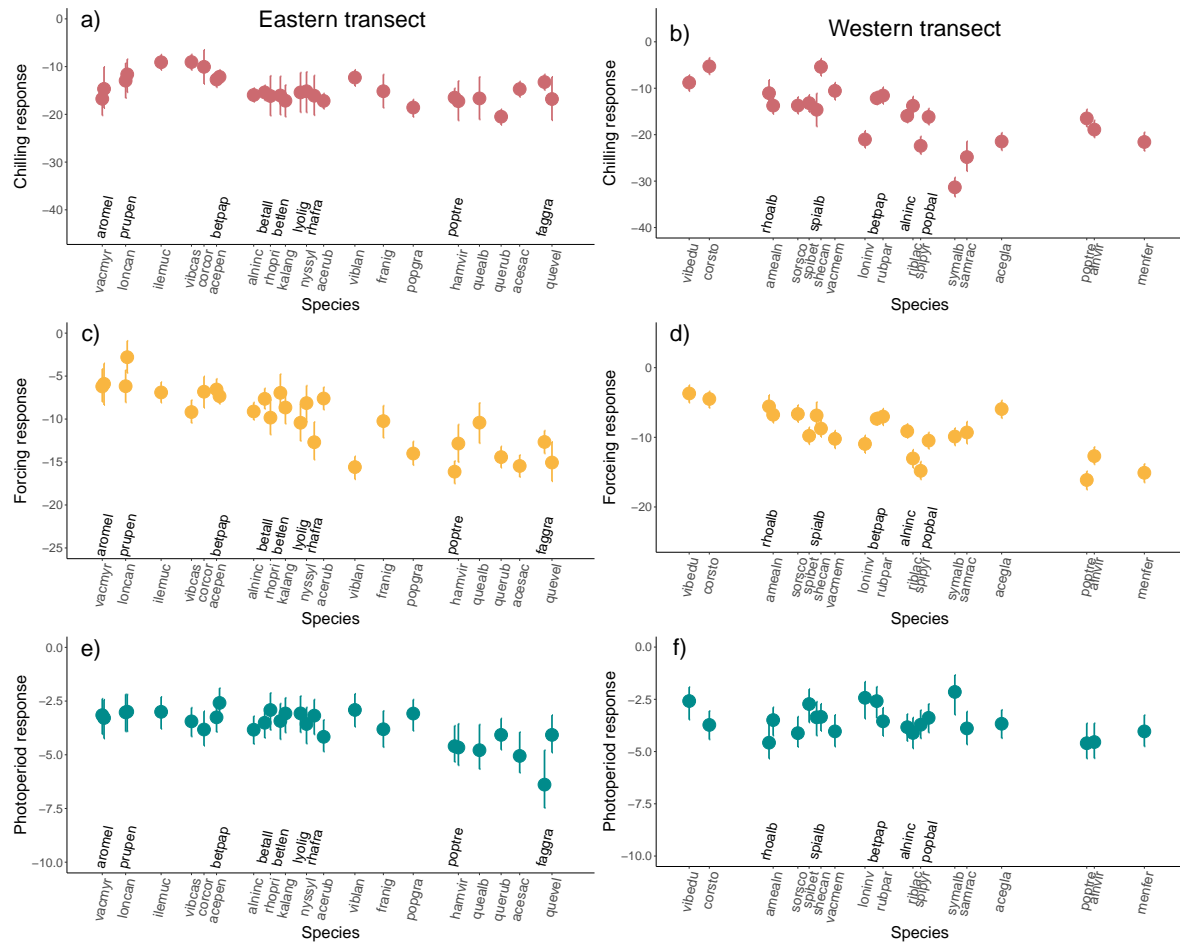 a)
Eastern transect
Chilling response
0
−10
−20
−30
−40
aromel
prupen
betpap
betall
betlen
lyolig
rhafra
poptre
faggra
vacmyr
loncan
ilemuc
vibcas
corcor
acepen
alninc
rhopri
kalang
nyssyl
acerub
viblan
franig
popgra
hamvir
quealb
querub
acesac
quevel
Species
b)
Western transect
Chilling response
0
−10
−20
−30
−40
rhoalb
spialb
betpap
alninc
popbal
vibedu
corsto
amealn
sorsco
spibet
shecan
vacmem
loninv
rubpar
riblac
spipyr
symalb
samrac
acegla
poptre
alnvir
menfer
Species
c)
Forcing response
0
−5
−10
−15
−20
−25
aromel
prupen
betpap
betall
betlen
lyolig
rhafra
poptre
faggra
vacmyr
loncan
ilemuc
vibcas
corcor
acepen
alninc
rhopri
kalang
nyssyl
acerub
viblan
franig
popgra
hamvir
quealb
querub
acesac
quevel
Species
d)
Forceing response
0
−10
−20
rhoalb
spialb
betpap
alninc
popbal
vibedu
corsto
amealn
sorsco
spibet
shecan
vacmem
loninv
rubpar
riblac
spipyr
symalb
samrac
acegla
poptre
alnvir
menfer
Species
e)
Photoperiod response
0.0
−2.5
−5.0
−7.5
−10.0
aromel
prupen
betpap
betall
betlen
lyolig
rhafra
poptre
faggra
vacmyr
loncan
ilemuc
vibcas
corcor
acepen
alninc
rhopri
kalang
nyssyl
acerub
viblan
franig
popgra
hamvir
quealb
querub
acesac
quevel
Species
f)
Photoperiod response
0.0
−2.5
−5.0
−7.5
−10.0
rhoalb
spialb
betpap
alninc
popbal
vibedu
corsto
amealn
sorsco
spibet
shecan
vacmem
loninv
rubpar
riblac
spipyr
symalb
samrac
acegla
poptre
alnvir
menfer
Species